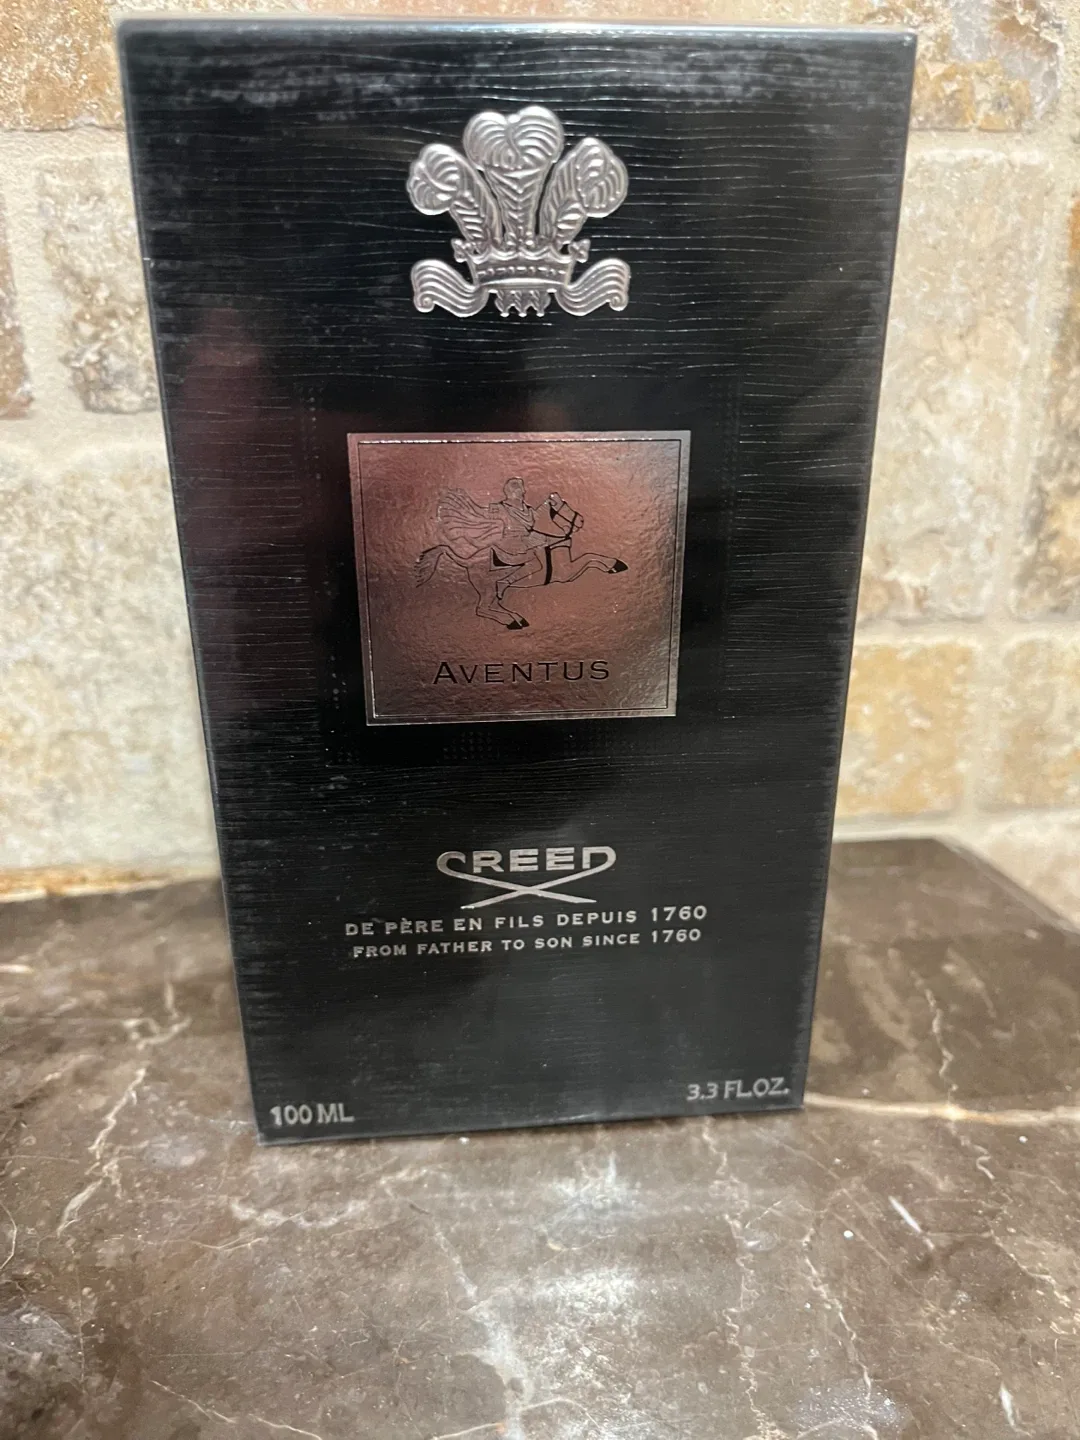 AVENTUS
CREED
DE PÈRE EN FILS DEPUIS 1760
FROM FATHER TO SON SINCE 1760
100 ML
3.3 FL.OZ.